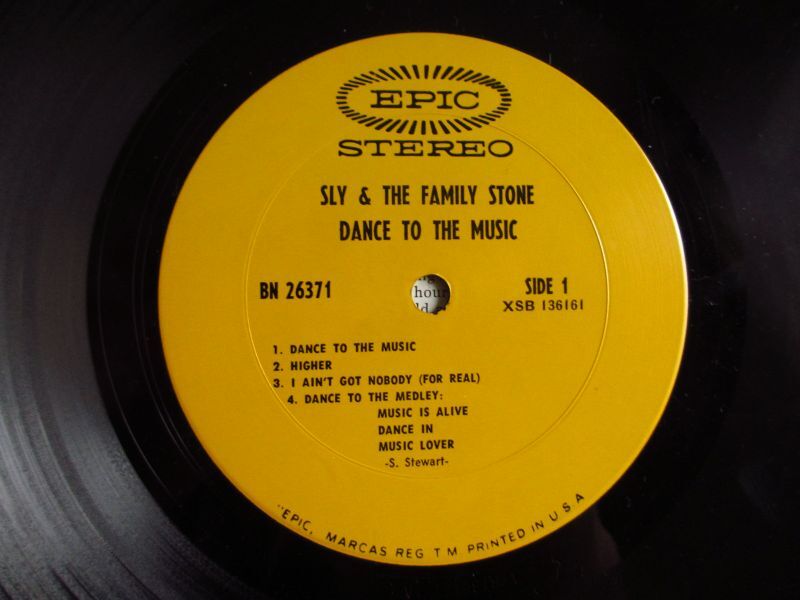 EPIC
STEREO
SLY & THE FAMILY STONE
DANCE TO THE MUSIC
BN 26371
SIDE 1
XSB 136161
hour
1. DANCE TO THE MUSIC
2. HIGHER
3. I AIN'T GOT NOBODY (FOR REAL)
4. DANCE TO THE MEDLEY:
MUSIC IS ALIVE
DANCE IN
MUSIC LOVER
-S. Stewart-
"EPIC, MARCAS REG T M PRINTED IN U.S.A